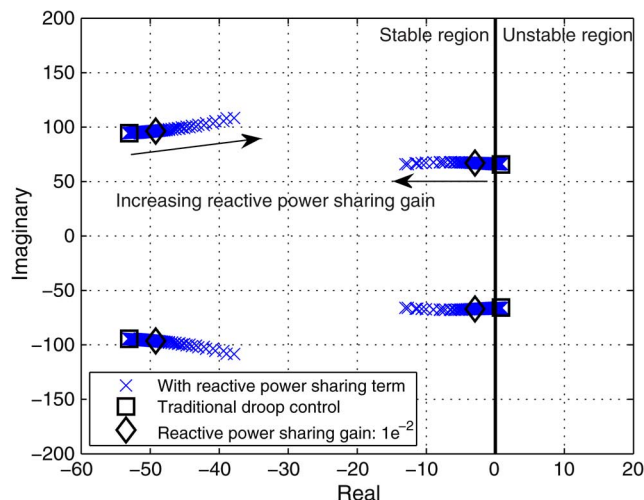 200
Stable region
Unstable region
150
100
50
Increasing reactive power sharing gain
0
Imaginary
−50
−100
With reactive power sharing term
Traditional droop control
−150
Reactive power sharing gain: 1e⁻²
−200
−60 −50 −40 −30 −20 −10 0 10 20
Real